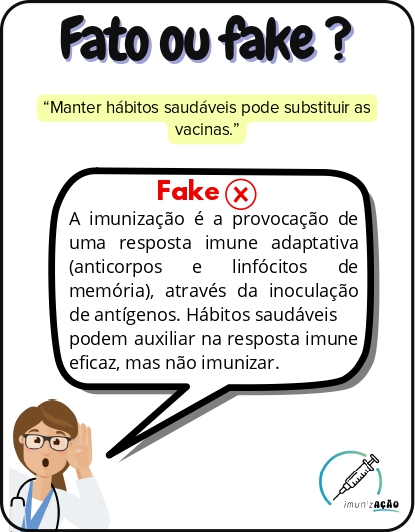 Fato ou fake ?
“Manter hábitos saudáveis pode substituir as
vacinas.”
Fake X
A imunização é a provocação de
uma resposta imune adaptativa
(anticorpos e linfócitos de
memória), através da inoculação
de antígenos. Hábitos saudáveis
podem auxiliar na resposta imune
eficaz, mas não imunizar.
imunizAÇÃO